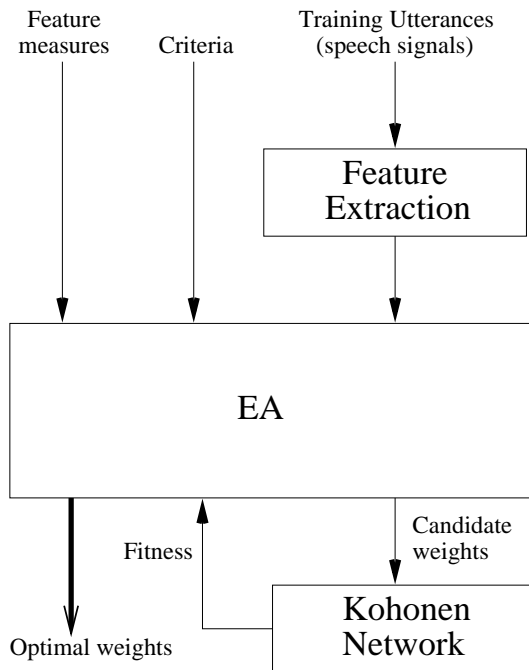 Feature
measures
Criteria
Training Utterances
(speech signals)
Feature
Extraction
EA
Fitness
Candidate
weights
Optimal weights
Kohonen
Network